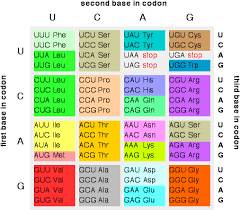 second base in codon
U C A G
first base in codon
third base in codon
U
UUU Phe UCU Ser UAU Tyr UGU Cys U
UUC Phe UCC Ser UAC Tyr UGC Cys C
UUA Leu UCA Ser UAA stop UGA stop A
UUG Leu UCG Ser UAG stop UGG Trp G
C
CUU Leu CCU Pro CAU His CGU Arg U
CUC Leu CCC Pro CAC His CGC Arg C
CUA Leu CCA Pro CAA Gln CGA Arg A
CUG Leu CCG Pro CAG Gln CGG Arg G
A
AUU Ile ACU Thr AAU Asn AGU Ser U
AUC Ile ACC Thr AAC Asn AGC Ser C
AUA Ile ACA Thr AAA Lys AGA Arg A
AUG Met ACG Thr AAG Lys AGG Arg G
G
GUU Val GCU Ala GAU Asp GGU Gly U
GUC Val GCC Ala GAC Asp GGC Gly C
GUA Val GCA Ala GAA Glu GGA Gly A
GUG Val GCG Ala GAG Glu GGG Gly G